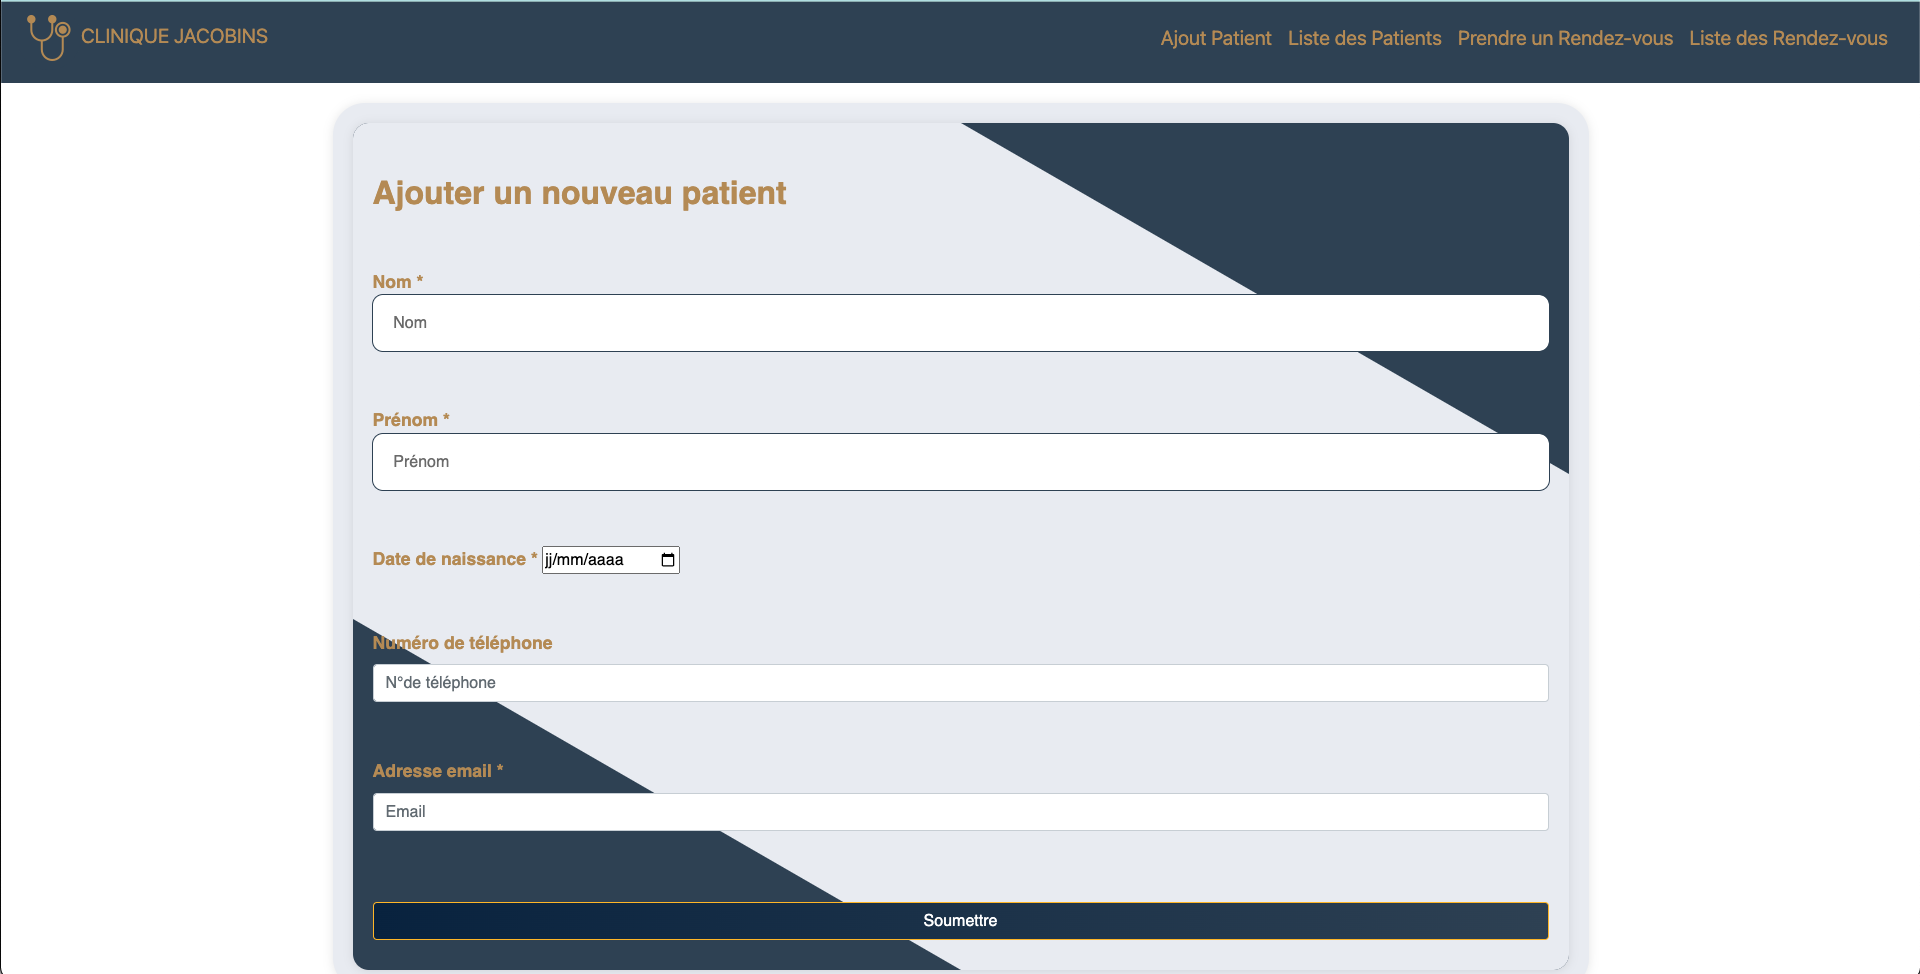 CLINIQUE JACOBINS
Ajout Patient Liste des Patients Prendre un Rendez-vous Liste des Rendez-vous
Ajouter un nouveau patient
Nom *
Nom
Prénom *
Prénom
Date de naissance * jj/mm/aaaa
Numéro de téléphone
N°de téléphone
Adresse email *
Email
Soumettre